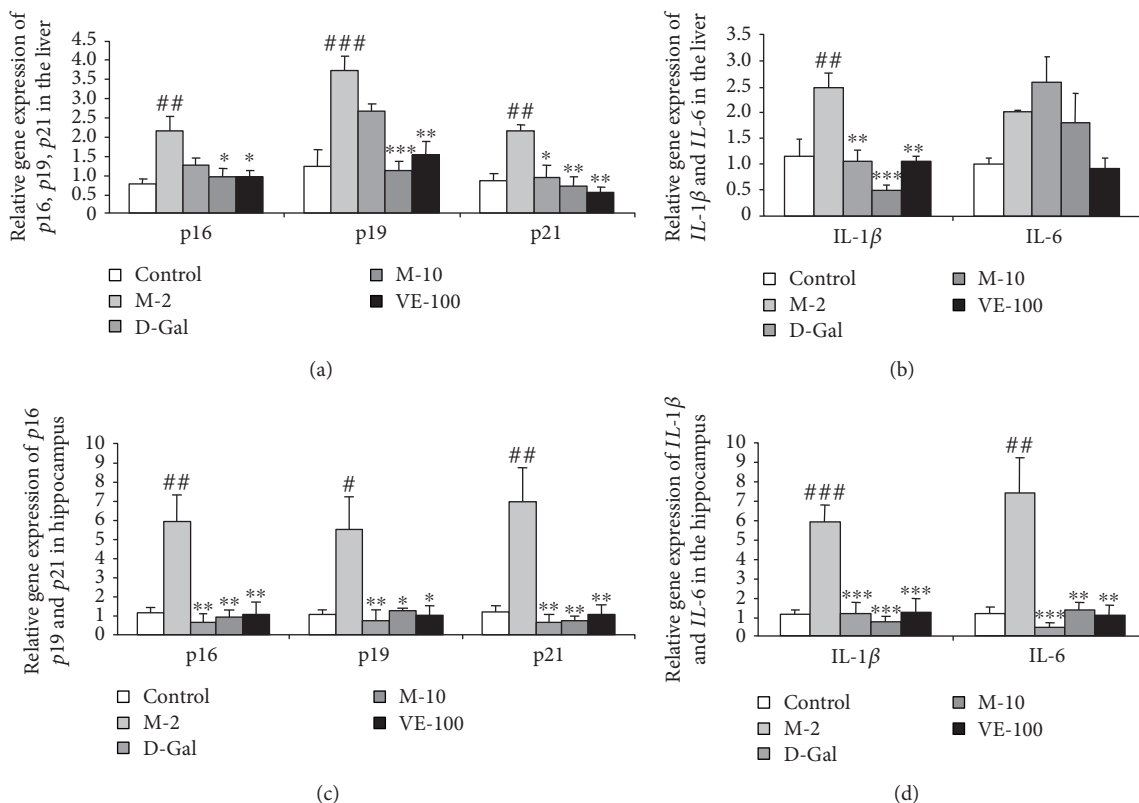 Relative gene expression of
p16, p19, p21 in the liver
4.5
4.0
3.5
3.0
2.5
2.0
1.5
1.0
0.5
0
##
*
*
###
***
**
##
*
**
**
p16
p19
p21
Control
M-2
D-Gal
M-10
VE-100
(a)
Relative gene expression of
IL-1β and IL-6 in the liver
3.5
3.0
2.5
2.0
1.5
1.0
0.5
0
##
**
***
**
IL-1β
IL-6
Control
M-2
D-Gal
M-10
VE-100
(b)
Relative gene expression of p16
p19 and p21 in hippocampus
10
9
8
7
6
5
4
3
2
1
0
##
**
**
**
#
**
*
*
##
**
**
**
p16
p19
p21
Control
M-2
D-Gal
M-10
VE-100
(c)
Relative gene expression of IL-1β
and IL-6 in the hippocampus
10
9
8
7
6
5
4
3
2
1
0
###
***
***
***
##
***
**
**
IL-1β
IL-6
Control
M-2
D-Gal
M-10
VE-100
(d)